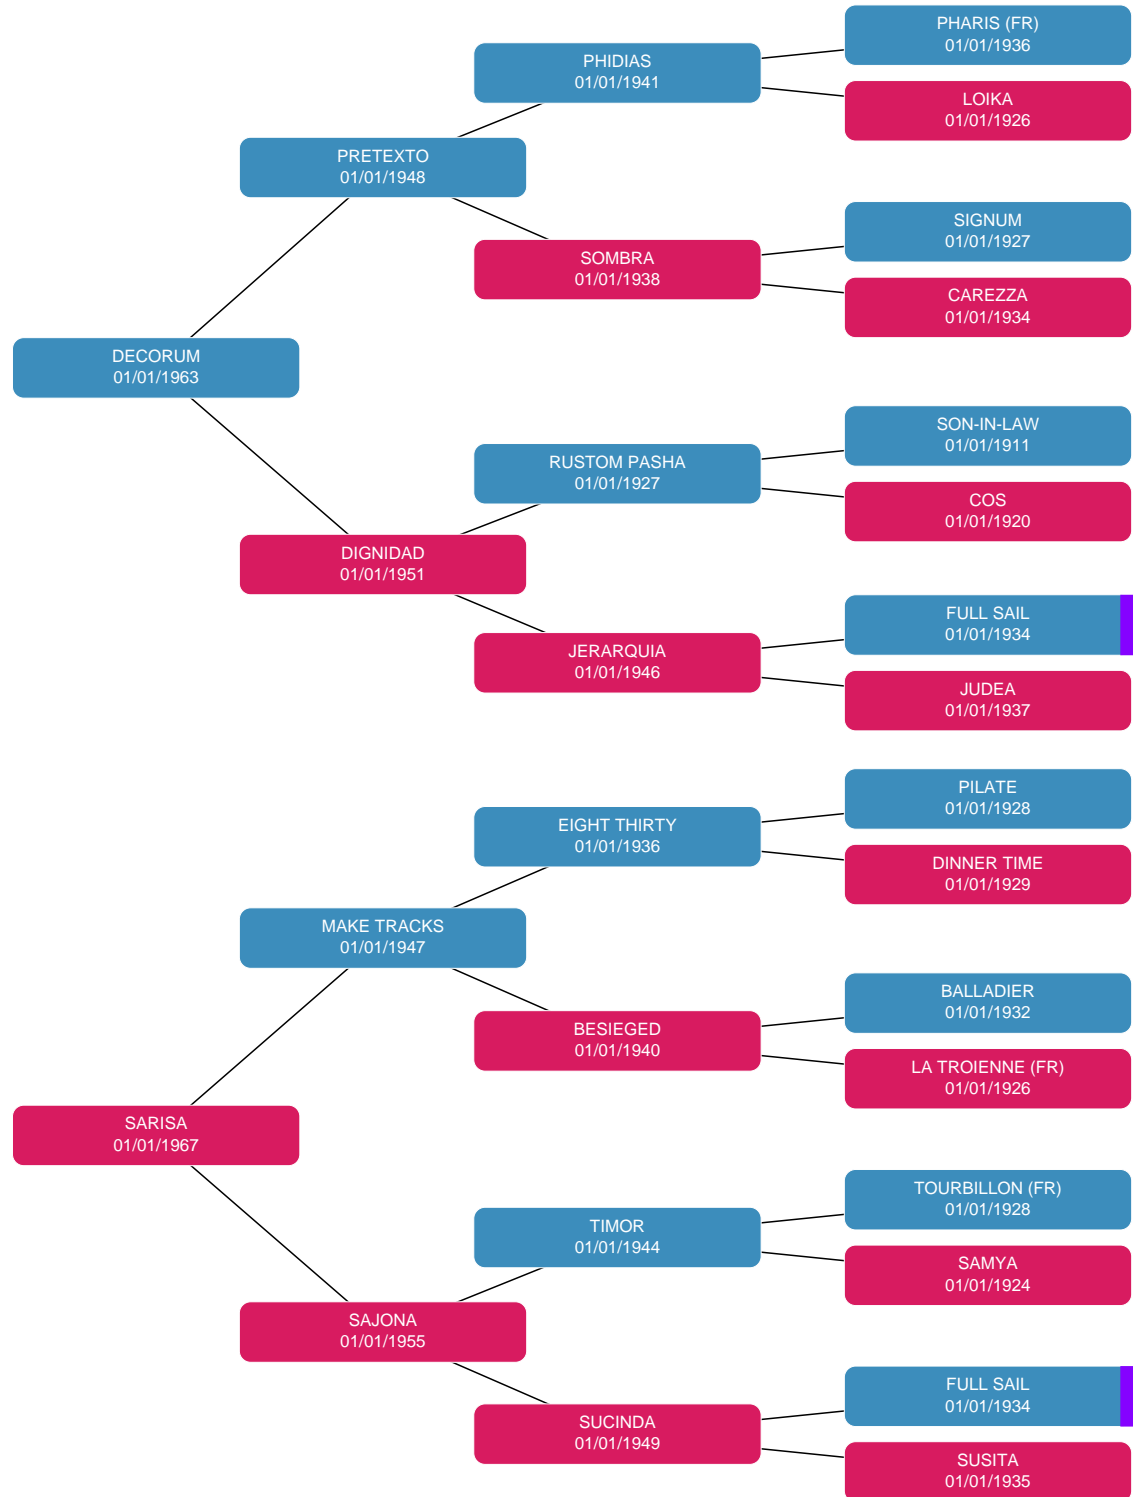 PHARIS (FR)
01/01/1936
PHIDIAS
01/01/1941
LOIKA
01/01/1926
PRETEXTO
01/01/1948
SIGNUM
01/01/1927
SOMBRA
01/01/1938
CAREZZA
01/01/1934
DECORUM
01/01/1963
SON-IN-LAW
01/01/1911
RUSTOM PASHA
01/01/1927
COS
01/01/1920
DIGNIDAD
01/01/1951
FULL SAIL
01/01/1934
JERARQUIA
01/01/1946
JUDEA
01/01/1937
PILATE
01/01/1928
EIGHT THIRTY
01/01/1936
DINNER TIME
01/01/1929
MAKE TRACKS
01/01/1947
BALLADIER
01/01/1932
BESIEGED
01/01/1940
LA TROIENNE (FR)
01/01/1926
SARISA
01/01/1967
TOURBILLON (FR)
01/01/1928
TIMOR
01/01/1944
SAMYA
01/01/1924
SAJONA
01/01/1955
FULL SAIL
01/01/1934
SUCINDA
01/01/1949
SUSITA
01/01/1935